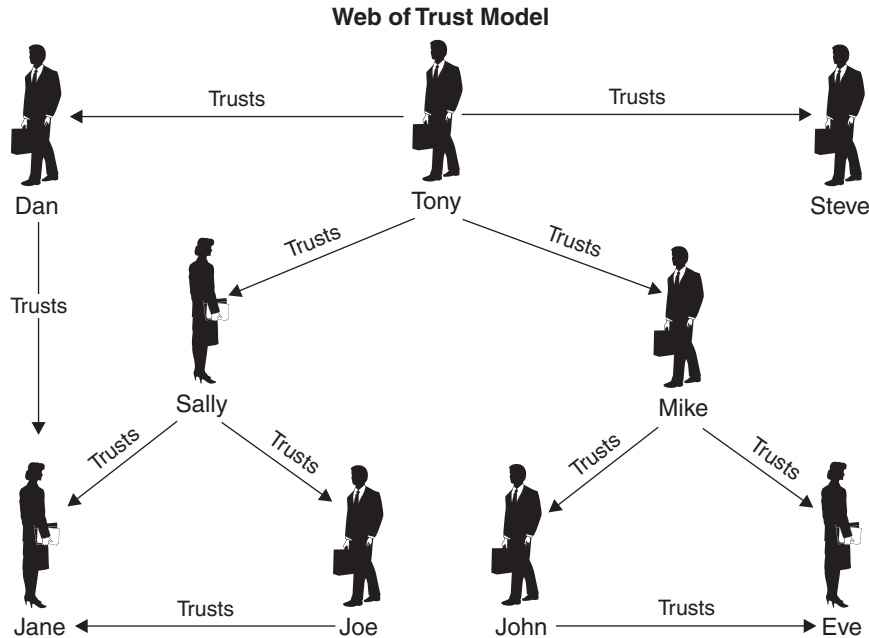 Web of Trust Model
Trusts
Trusts
Dan
Tony
Steve
Trusts
Trusts
Trusts
Sally
Mike
Trusts
Trusts
Trusts
Trusts
Jane
Trusts
Joe
John
Trusts
Eve